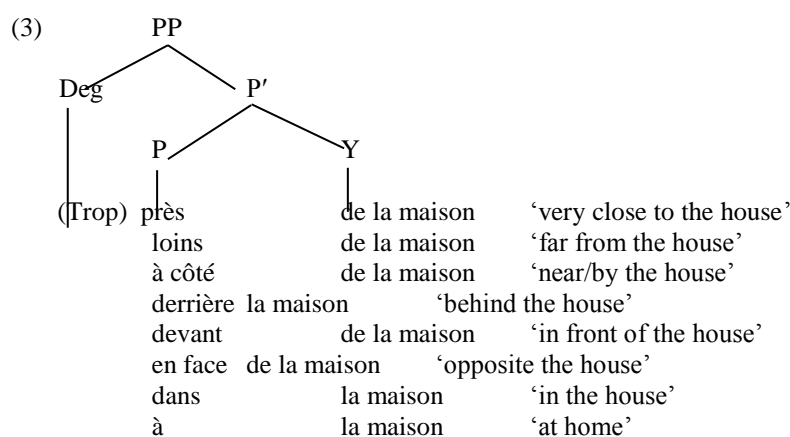 (3) PP
Deg P′
P Y
(Trop) près de la maison ‘very close to the house’
loins de la maison ‘far from the house’
à côté de la maison ‘near/by the house’
derrière la maison ‘behind the house’
devant de la maison ‘in front of the house’
en face de la maison ‘opposite the house’
dans la maison ‘in the house’
à la maison ‘at home’